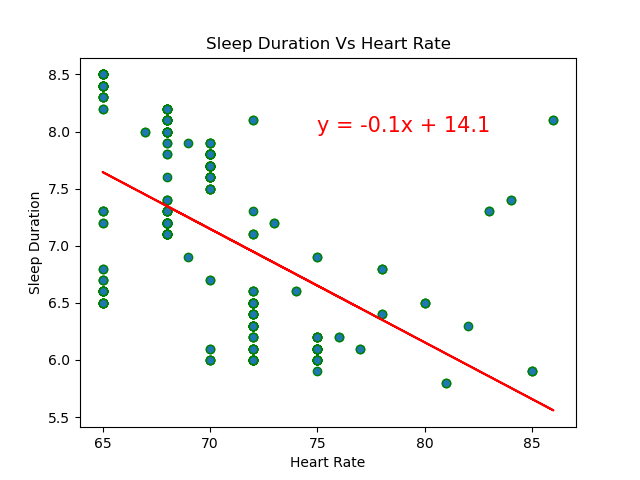 Sleep Duration Vs Heart Rate
y = -0.1x + 14.1
Sleep Duration
8.5
8.0
7.5
7.0
6.5
6.0
5.5
65 70 75 80 85
Heart Rate